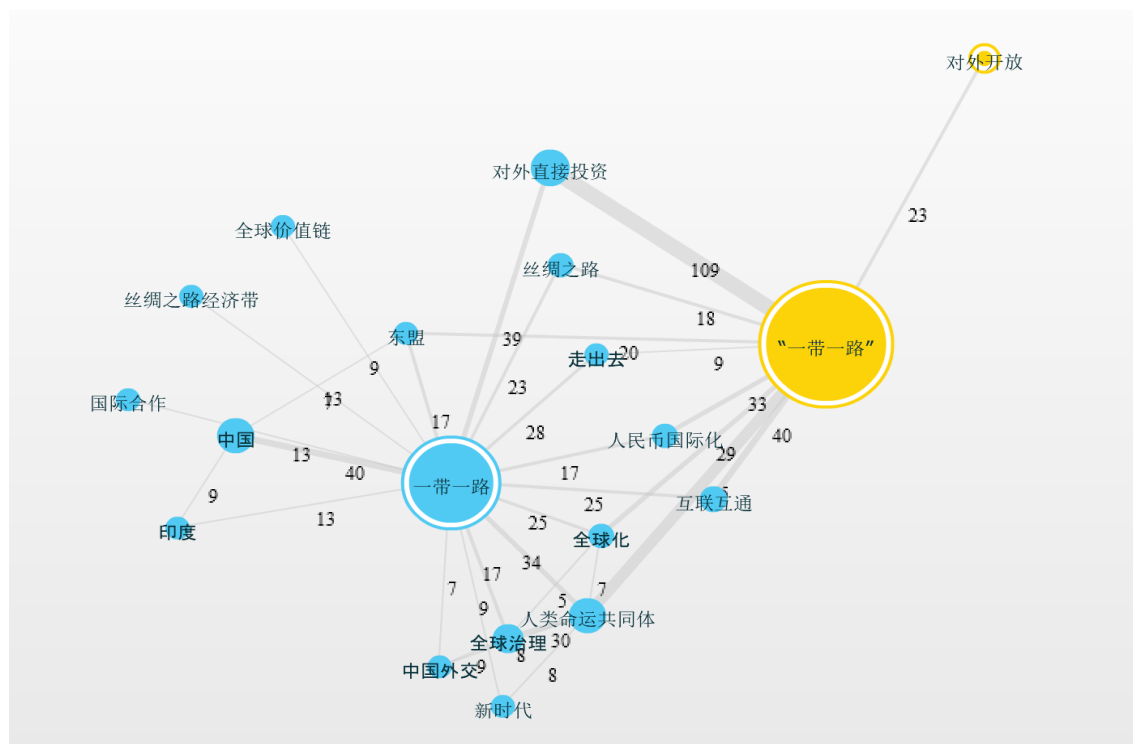 对外开放
对外直接投资
23
全球价值链
丝绸之路
109
丝绸之路经济带
18
东盟
39
“一带一路”
走出去
20
9
9
23
国际合作
13
33
17
28
中国
人民币国际化
40
13
29
40
17
一带一路
9
25
互联互通
13
25
印度
全球化
34
17
7
7
9
5
人类命运共同体
全球治理
30
8
中国外交
9
8
新时代